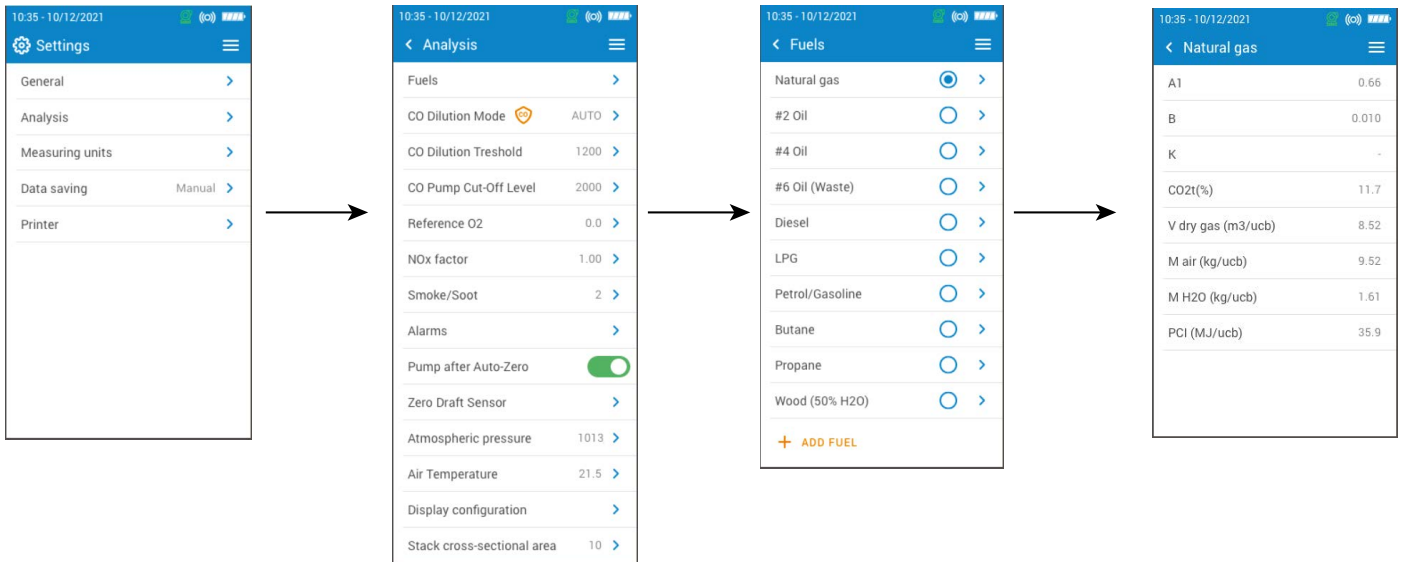 10:35 - 10/12/2021
Settings
General
Analysis
Measuring units
Data saving Manual
Printer
10:35 - 10/12/2021
Analysis
Fuels
CO Dilution Mode CO AUTO
CO Dilution Treshold 1200
CO Pump Cut-Off Level 2000
Reference O2 0.0
NOx factor 1.00
Smoke/Soot 2
Alarms
Pump after Auto-Zero
Zero Draft Sensor
Atmospheric pressure 1013
Air Temperature 21.5
Display configuration
Stack cross-sectional area 10
10:35 - 10/12/2021
Fuels
Natural gas
#2 Oil
#4 Oil
#6 Oil (Waste)
Diesel
LPG
Petrol/Gasoline
Butane
Propane
Wood (50% H2O)
+ ADD FUEL
10:35 - 10/12/2021
Natural gas
A1 0.66
B 0.010
K -
CO2t(%) 11.7
V dry gas (m3/ucb) 8.52
M air (kg/ucb) 9.52
M H2O (kg/ucb) 1.61
PCI (MJ/ucb) 35.9